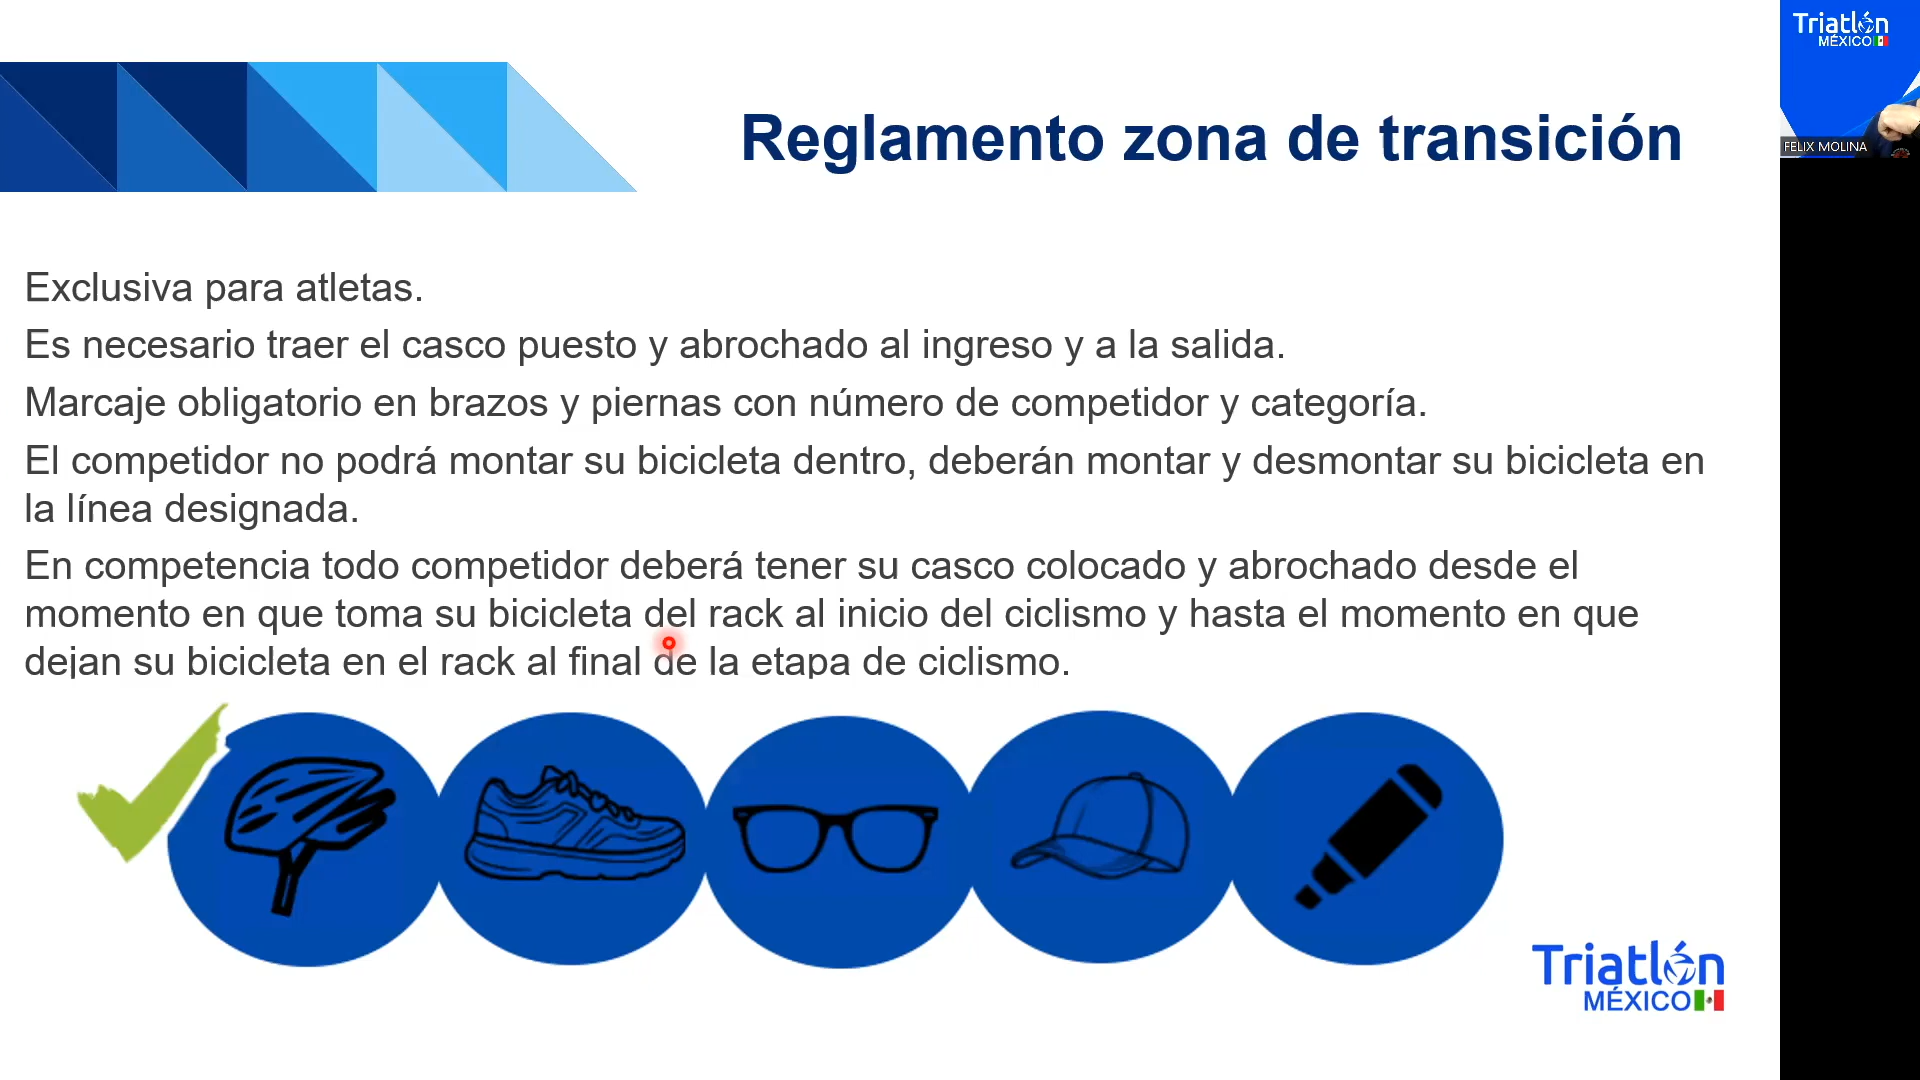 Reglamento zona de transición
Exclusiva para atletas.
Es necesario traer el casco puesto y abrochado al ingreso y a la salida.
Marcaje obligatorio en brazos y piernas con número de competidor y categoría.
El competidor no podrá montar su bicicleta dentro, deberán montar y desmontar su bicicleta en
la línea designada.
En competencia todo competidor deberá tener su casco colocado y abrochado desde el
momento en que toma su bicicleta del rack al inicio del ciclismo y hasta el momento en que
dejan su bicicleta en el rack al final de la etapa de ciclismo.
Triatlón
MÉXICO
Triatlón
MÉXICO
FELIX MOLINA